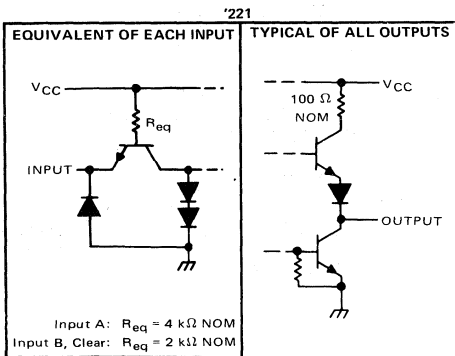 '221
EQUIVALENT OF EACH INPUT
VCC
Req
INPUT
Input A: Req = 4 kΩ NOM
Input B, Clear: Req = 2 kΩ NOM
TYPICAL OF ALL OUTPUTS
VCC
100 Ω
NOM
OUTPUT